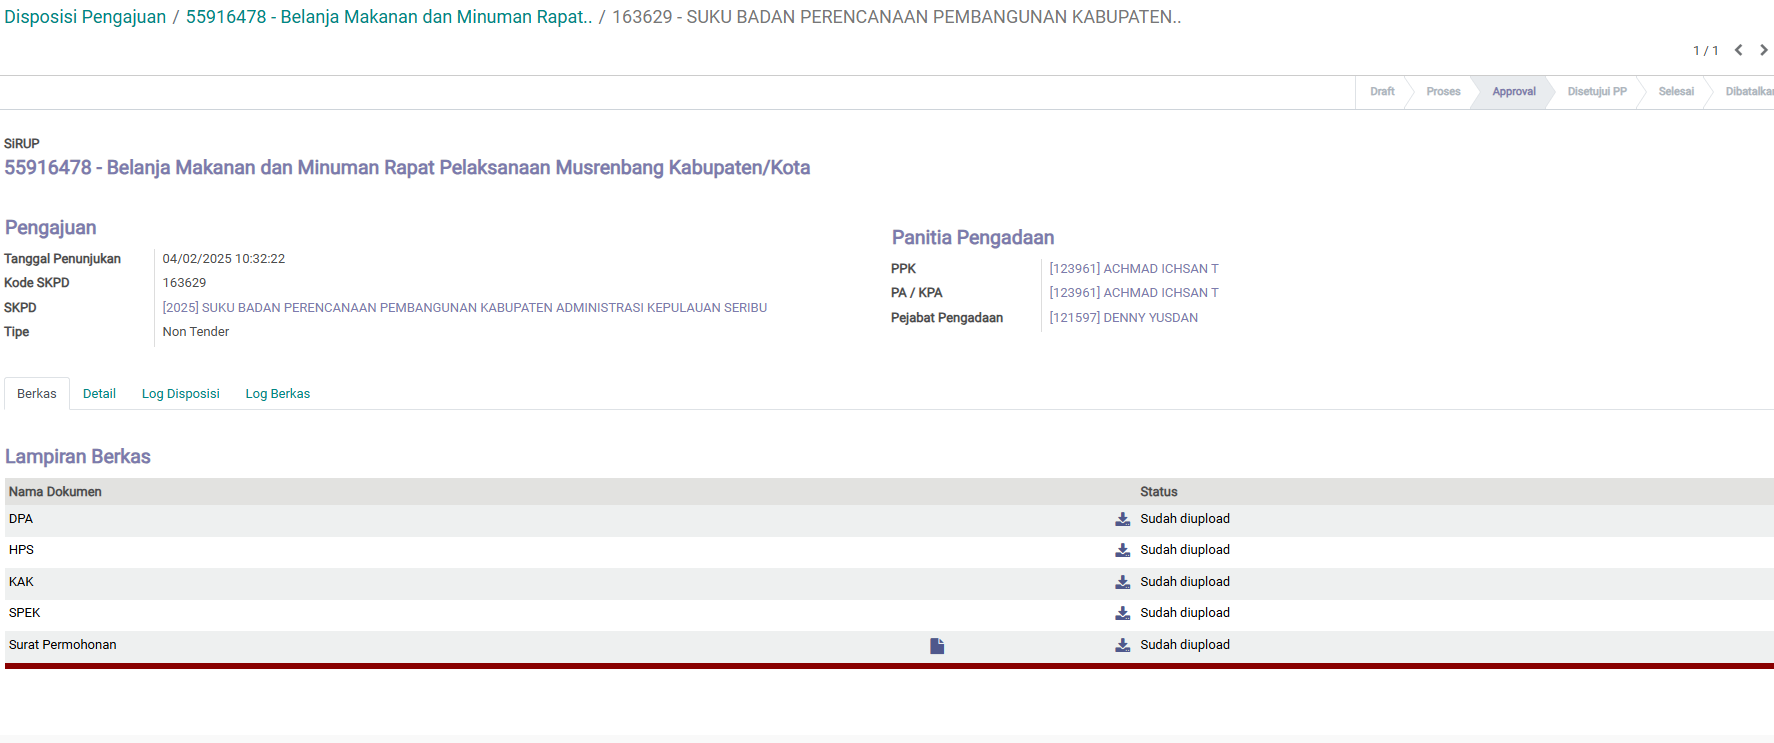 Disposisi Pengajuan / 55916478 - Belanja Makanan dan Minuman Rapat.. / 163629 - SUKU BADAN PERENCANAAN PEMBANGUNAN KABUPATEN..
1 / 1
Draft Proses Approval Disetujui PP Selesai Dibatalkan
SiRUP
55916478 - Belanja Makanan dan Minuman Rapat Pelaksanaan Musrenbang Kabupaten/Kota
Pengajuan
Tanggal Penunjukan 04/02/2025 10:32:22
Kode SKPD 163629
SKPD [2025] SUKU BADAN PERENCANAAN PEMBANGUNAN KABUPATEN ADMINISTRASI KEPULAUAN SERIBU
Tipe Non Tender
Panitia Pengadaan
PPK [123961] ACHMAD ICHSAN T
PA / KPA [123961] ACHMAD ICHSAN T
Pejabat Pengadaan [121597] DENNY YUSDAN
Berkas Detail Log Disposisi Log Berkas
Lampiran Berkas
Nama Dokumen Status
DPA Sudah diupload
HPS Sudah diupload
KAK Sudah diupload
SPEK Sudah diupload
Surat Permohonan Sudah diupload